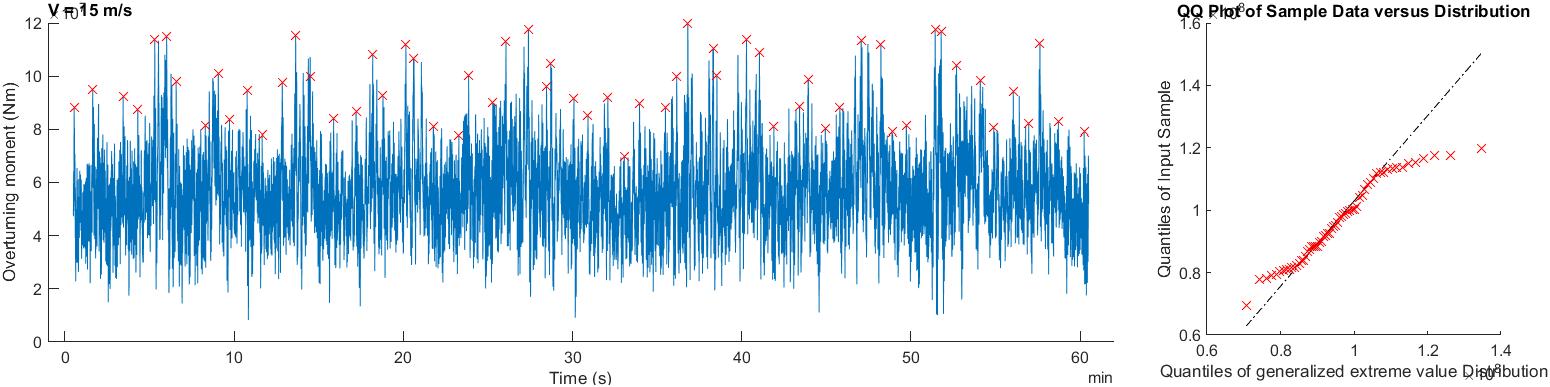 V = 15 m/s
12
10
8
6
4
2
0
Overturning moment (Nm)
0 10 20 30 40 50 60
Time (s)
min
QQ Plot of Sample Data versus Distribution
1.6
1.4
1.2
1
0.8
0.6
Quantiles of Input Sample
0.6 0.8 1 1.2 1.4
Quantiles of generalized extreme value Distribution